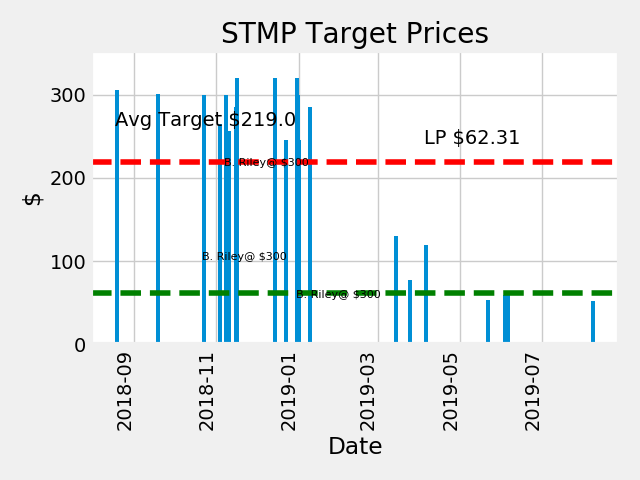 STMP Target Prices
300
Avg Target $219.0
LP $62.31
B. Riley@ $300
200
$
B. Riley@ $300
100
B. Riley@ $300
0
2018-09
2018-11
2019-01
2019-03
2019-05
2019-07
Date